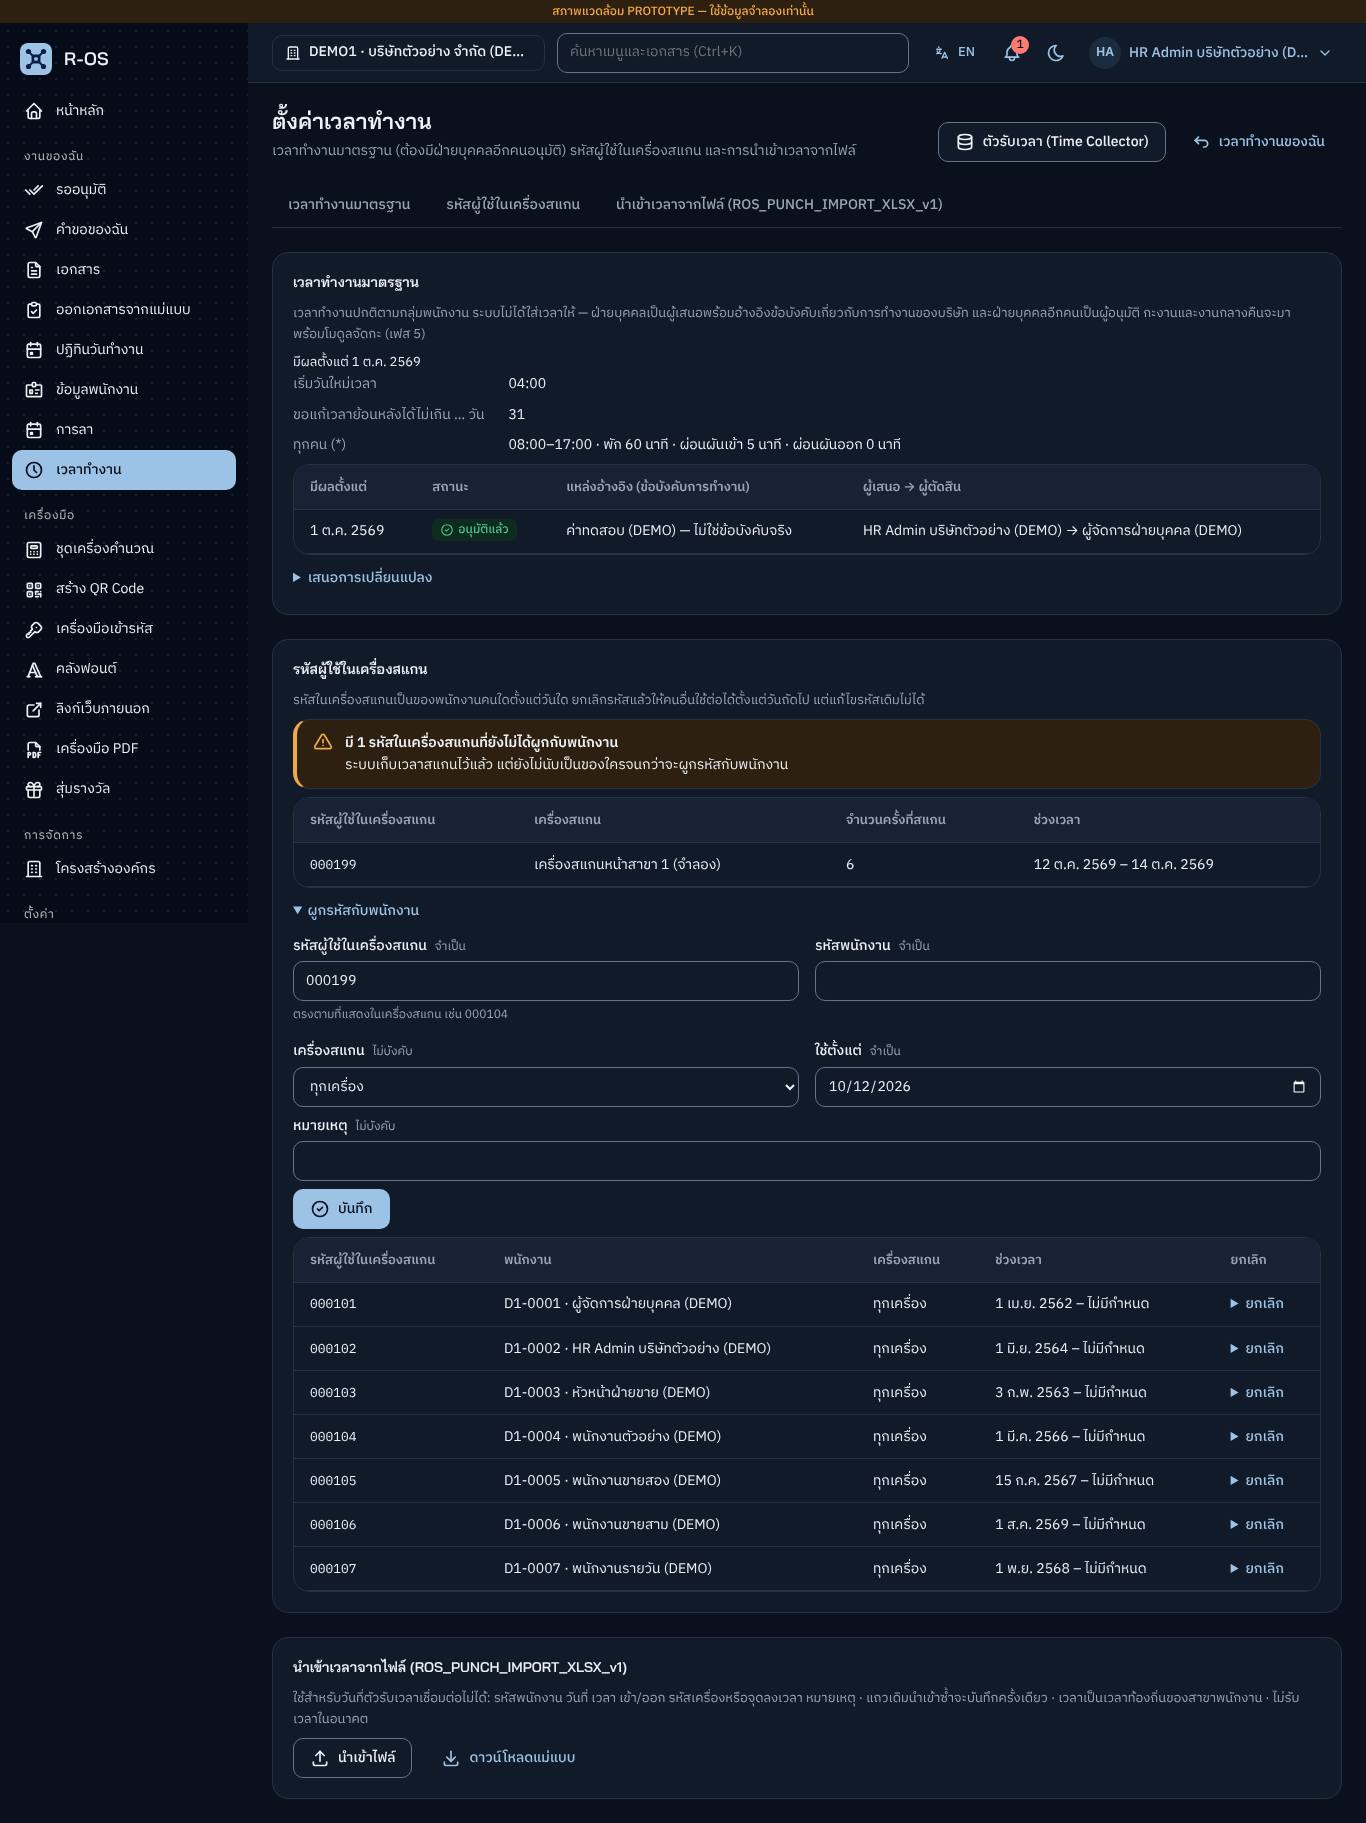 สภาพแวดล้อม PROTOTYPE — ใช้ข้อมูลจำลองเท่านั้น
R-OS
DEMO1 · บริษัทตัวอย่าง จำกัด (DE...
ค้นหาเมนูและเอกสาร (Ctrl+K)
EN
1
HA
HR Admin บริษัทตัวอย่าง (D...
หน้าหลัก
งานของฉัน
รออนุมัติ
คำขอของฉัน
เอกสาร
ออกเอกสารจากแม่แบบ
ปฏิทินวันทำงาน
ข้อมูลพนักงาน
การลา
เวลาทำงาน
เครื่องมือ
ชุดเครื่องคำนวณ
สร้าง QR Code
เครื่องมือเข้ารหัส
คลังฟอนต์
ลิงก์เว็บภายนอก
เครื่องมือ PDF
สุ่มรางวัล
การจัดการ
โครงสร้างองค์กร
ตั้งค่า
ตั้งค่าเวลาทำงาน
เวลาทำงานมาตรฐาน (ต้องมีฝ่ายบุคคลอีกคนอนุมัติ) รหัสผู้ใช้ในเครื่องสแกน และการนำเข้าเวลาจากไฟล์
ตัวรับเวลา (Time Collector)
เวลาทำงานของฉัน
เวลาทำงานมาตรฐาน
รหัสผู้ใช้ในเครื่องสแกน
นำเข้าเวลาจากไฟล์ (ROS_PUNCH_IMPORT_XLSX_v1)
เวลาทำงานมาตรฐาน
เวลาทำงานปกติตามกลุ่มพนักงาน ระบบไม่ได้ใส่เวลาให้ — ฝ่ายบุคคลเป็นผู้เสนอพร้อมอ้างอิงข้อบังคับเกี่ยวกับการทำงานของบริษัท และฝ่ายบุคคลอีกคนเป็นผู้อนุมัติ กะงานและงานกลางคืนจะมา
พร้อมโมดูลจัดกะ (เฟส 5)
มีผลตั้งแต่ 1 ต.ค. 2569
เริ่มวันใหม่เวลา 04:00
ขอแก้เวลาย้อนหลังได้ไม่เกิน ... วัน 31
ทุกคน (*) 08:00–17:00 · พัก 60 นาที · ผ่อนผันเข้า 5 นาที · ผ่อนผันออก 0 นาที
มีผลตั้งแต่ สถานะ แหล่งอ้างอิง (ข้อบังคับการทำงาน) ผู้เสนอ → ผู้ตัดสิน
1 ต.ค. 2569 อนุมัติแล้ว ค่าทดสอบ (DEMO) — ไม่ใช่ข้อบังคับจริง HR Admin บริษัทตัวอย่าง (DEMO) → ผู้จัดการฝ่ายบุคคล (DEMO)
เสนอการเปลี่ยนแปลง
รหัสผู้ใช้ในเครื่องสแกน
รหัสในเครื่องสแกนเป็นของพนักงานคนใดตั้งแต่วันใด ยกเลิกรหัสแล้วให้คนอื่นใช้ต่อได้ตั้งแต่วันถัดไป แต่แก้ไขรหัสเดิมไม่ได้
มี 1 รหัสในเครื่องสแกนที่ยังไม่ได้ผูกกับพนักงาน
ระบบเก็บเวลาสแกนไว้แล้ว แต่ยังไม่นับเป็นของใครจนกว่าจะผูกรหัสกับพนักงาน
รหัสผู้ใช้ในเครื่องสแกน เครื่องสแกน จำนวนครั้งที่สแกน ช่วงเวลา
000199 เครื่องสแกนหน้าสาขา 1 (จำลอง) 6 12 ต.ค. 2569 – 14 ต.ค. 2569
ผูกรหัสกับพนักงาน
รหัสผู้ใช้ในเครื่องสแกน จำเป็น
รหัสพนักงาน จำเป็น
000199
ตรงตามที่แสดงในเครื่องสแกน เช่น 000104
เครื่องสแกน ไม่บังคับ
ใช้ตั้งแต่ จำเป็น
ทุกเครื่อง
10/12/2026
หมายเหตุ ไม่บังคับ
บันทึก
รหัสผู้ใช้ในเครื่องสแกน พนักงาน เครื่องสแกน ช่วงเวลา ยกเลิก
000101 D1-0001 · ผู้จัดการฝ่ายบุคคล (DEMO) ทุกเครื่อง 1 เม.ย. 2562 – ไม่มีกำหนด ยกเลิก
000102 D1-0002 · HR Admin บริษัทตัวอย่าง (DEMO) ทุกเครื่อง 1 มิ.ย. 2564 – ไม่มีกำหนด ยกเลิก
000103 D1-0003 · หัวหน้าฝ่ายขาย (DEMO) ทุกเครื่อง 3 ก.พ. 2563 – ไม่มีกำหนด ยกเลิก
000104 D1-0004 · พนักงานตัวอย่าง (DEMO) ทุกเครื่อง 1 มี.ค. 2566 – ไม่มีกำหนด ยกเลิก
000105 D1-0005 · พนักงานขายสอง (DEMO) ทุกเครื่อง 15 ก.ค. 2567 – ไม่มีกำหนด ยกเลิก
000106 D1-0006 · พนักงานขายสาม (DEMO) ทุกเครื่อง 1 ส.ค. 2569 – ไม่มีกำหนด ยกเลิก
000107 D1-0007 · พนักงานรายวัน (DEMO) ทุกเครื่อง 1 พ.ย. 2568 – ไม่มีกำหนด ยกเลิก
นำเข้าเวลาจากไฟล์ (ROS_PUNCH_IMPORT_XLSX_v1)
ใช้สำหรับวันที่ตัวรับเวลาเชื่อมต่อไม่ได้: รหัสพนักงาน วันที่ เวลา เข้า/ออก รหัสเครื่องหรือจุดลงเวลา หมายเหตุ · แถวเดิมนำเข้าซ้ำจะบันทึกครั้งเดียว · เวลาเป็นเวลาท้องถิ่นของสาขาพนักงาน · ไม่รับ
เวลาในอนาคต
นำเข้าไฟล์
ดาวน์โหลดแม่แบบ